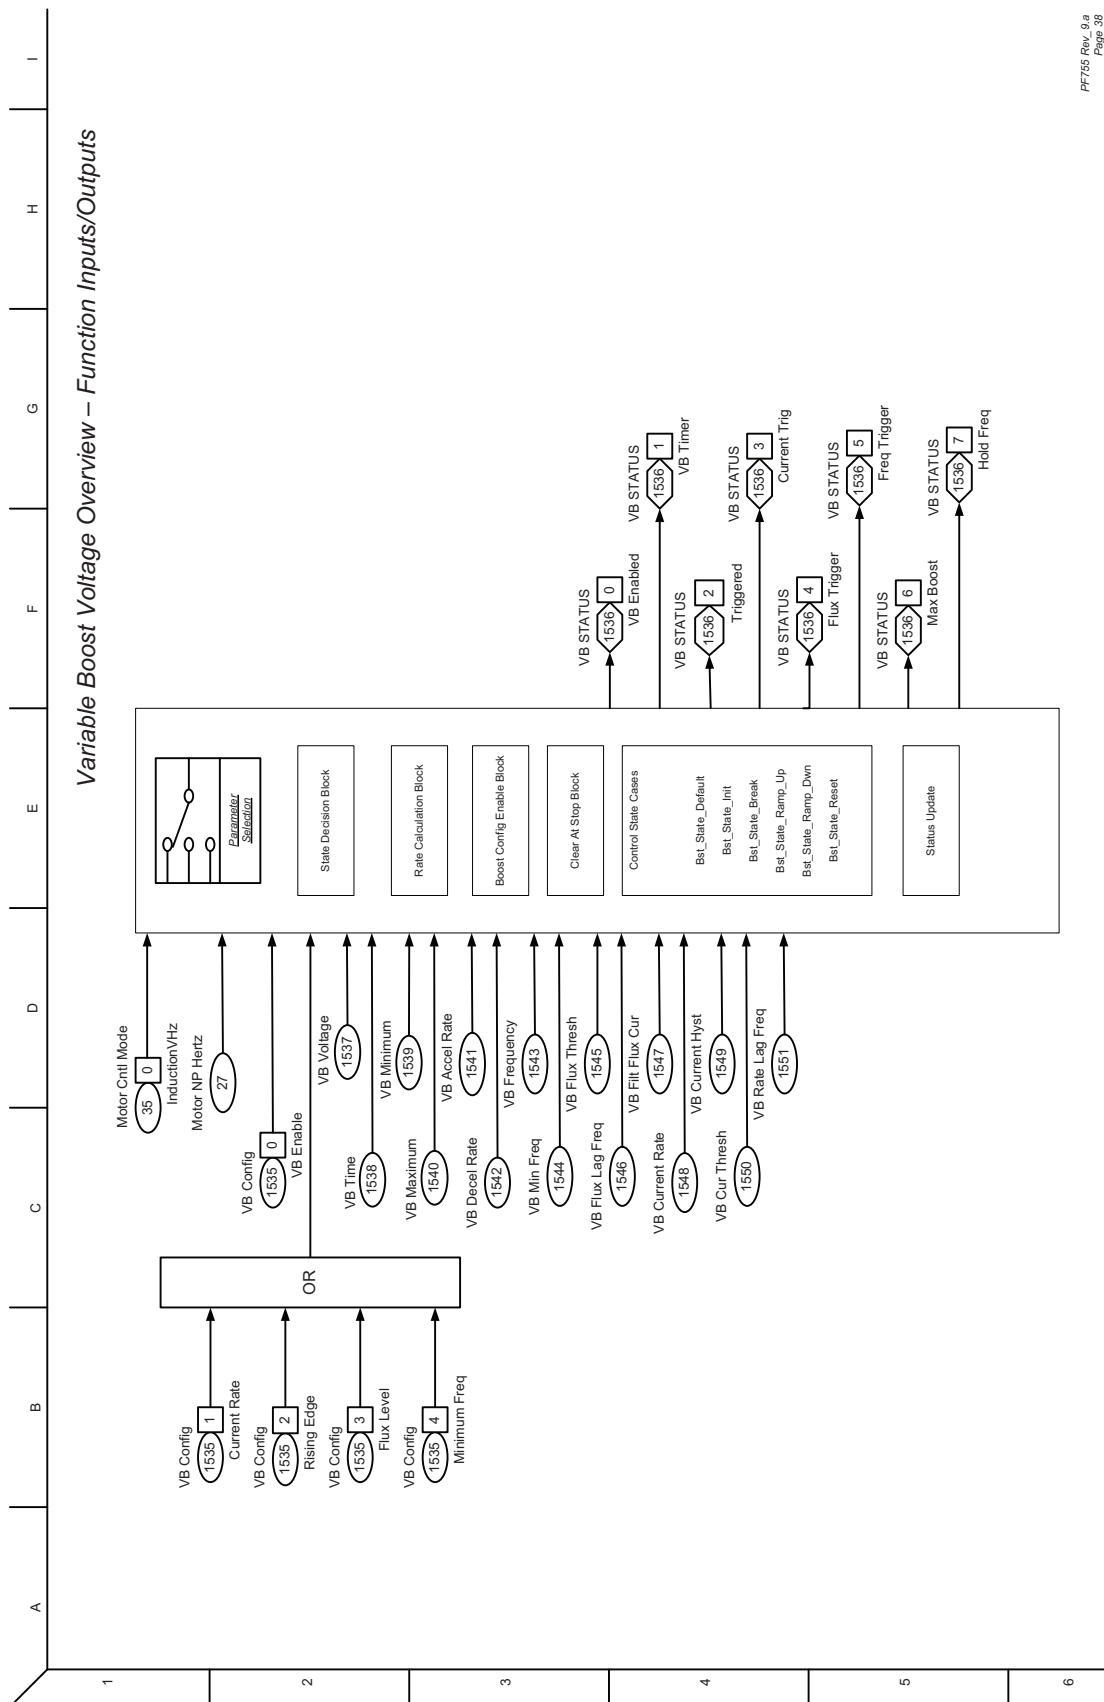 Variable Boost Voltage Overview – Function Inputs/Outputs
A
B
C
D
E
F
G
H
I
1
2
3
4
5
6
VB Config
1535
1
Current Rate
VB Config
1535
2
Rising Edge
VB Config
1535
3
Flux Level
VB Config
1535
4
Minimum Freq
OR
Motor Cntl Mode
35
0
InductionVHz
Motor NP Hertz
27
VB Config
1535
0
VB Enable
VB Voltage
1537
VB Time
1538
VB Minimum
1539
VB Maximum
1540
VB Accel Rate
1541
VB Decel Rate
1542
VB Frequency
1543
VB Min Freq
1544
VB Flux Thresh
1545
VB Flux Lag Freq
1546
VB Filt Flux Cur
1547
VB Current Rate
1548
VB Current Hyst
1549
VB Cur Thresh
1550
VB Rate Lag Freq
1551
Parameter
Selection
State Decision Block
Rate Calculation Block
Boost Config Enable Block
Clear At Stop Block
Control State Cases
Bst_State_Default
Bst_State_Init
Bst_State_Break
Bst_State_Ramp_Up
Bst_State_Ramp_Dwn
Bst_State_Reset
Status Update
VB STATUS
1536
0
VB Enabled
VB STATUS
1536
1
VB Timer
VB STATUS
1536
2
Triggered
VB STATUS
1536
3
Current Trig
VB STATUS
1536
4
Flux Trigger
VB STATUS
1536
5
Freq Trigger
VB STATUS
1536
6
Max Boost
VB STATUS
1536
7
Hold Freq
PF755 Rev_9.a
Page 38